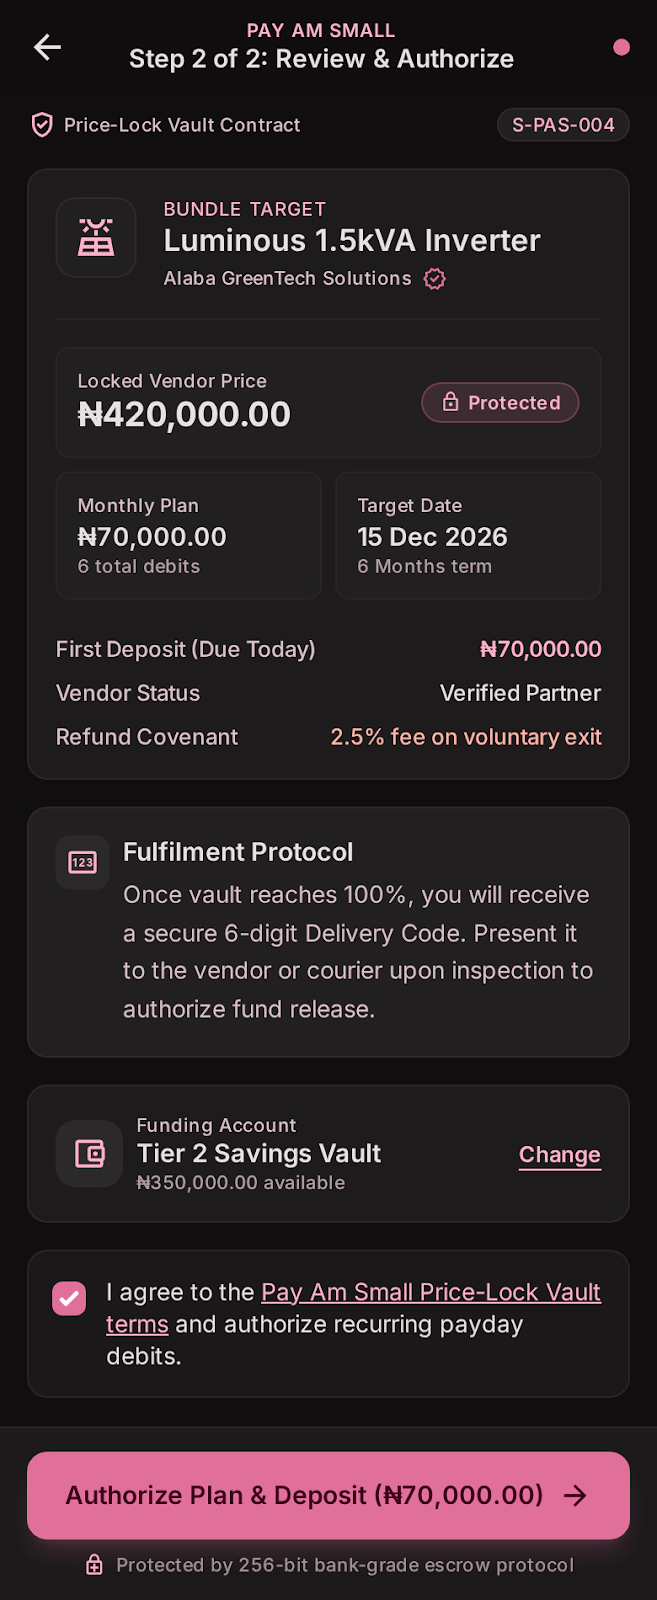 PAY AM SMALL
Step 2 of 2: Review & Authorize
Price-Lock Vault Contract
S-PAS-004
BUNDLE TARGET
Luminous 1.5kVA Inverter
Alaba GreenTech Solutions
Locked Vendor Price
₦420,000.00
Protected
Monthly Plan
₦70,000.00
6 total debits
Target Date
15 Dec 2026
6 Months term
First Deposit (Due Today)
₦70,000.00
Vendor Status
Verified Partner
Refund Covenant
2.5% fee on voluntary exit
123
Fulfilment Protocol
Once vault reaches 100%, you will receive
a secure 6-digit Delivery Code. Present it
to the vendor or courier upon inspection to
authorize fund release.
Funding Account
Tier 2 Savings Vault
₦350,000.00 available
Change
I agree to the Pay Am Small Price-Lock Vault
terms and authorize recurring payday
debits.
Authorize Plan & Deposit (₦70,000.00)
Protected by 256-bit bank-grade escrow protocol